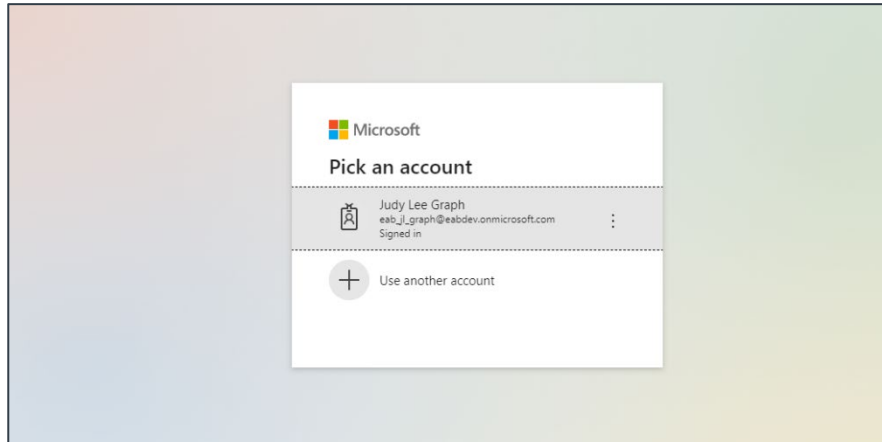 Microsoft
Pick an account
Judy Lee Graph
eab_jl_graph@eabdev.onmicrosoft.com
Signed in
Use another account